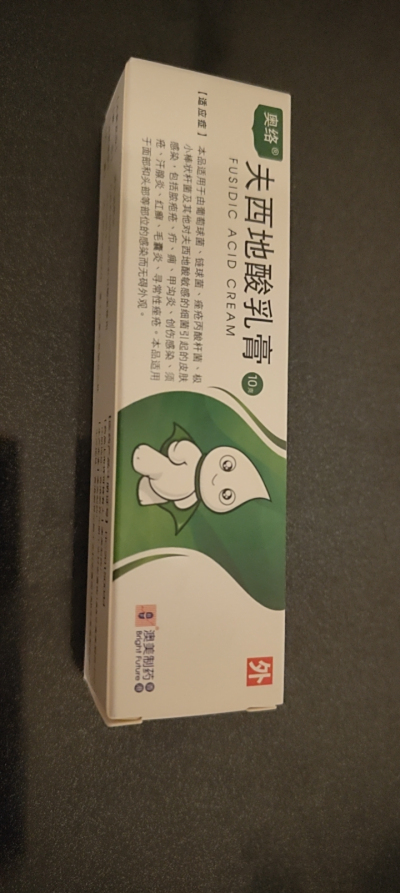 奥络®
夫西地酸乳膏
10克
FUSIDIC ACID CREAM
【适应症】 本品适用于由葡萄球菌、链球菌、痤疮丙酸杆菌、极
小棒状杆菌及其他对夫西地酸敏感的细菌引起的皮肤
感染,包括脓疱疮、疖、痈、甲沟炎、创伤感染、须
疮、汗腺炎、红癣、毛囊炎、寻常性痤疮。本品适用
于面部和头部等部位的感染而无碍外观。
外
澳美制药
Bright Future